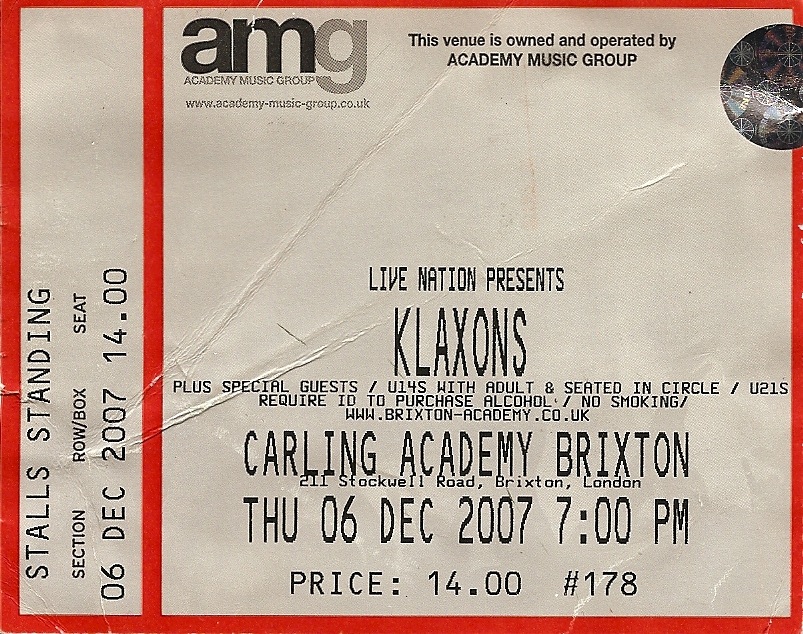 amg
ACADEMY MUSIC GROUP
www.academy-music-group.co.uk
This venue is owned and operated by
ACADEMY MUSIC GROUP
LIVE NATION PRESENTS
KLAXONS
PLUS SPECIAL GUESTS / U14S WITH ADULT & SEATED IN CIRCLE / U21S
REQUIRE ID TO PURCHASE ALCOHOL / NO SMOKING/
WWW.BRIXTON-ACADEMY.CO.UK
CARLING ACADEMY BRIXTON
211 Stockwell Road, Brixton, London
THU 06 DEC 2007 7:00 PM
PRICE: 14.00 #178
STALLS STANDING
SECTION ROW/BOX SEAT
06 DEC 2007 14.00